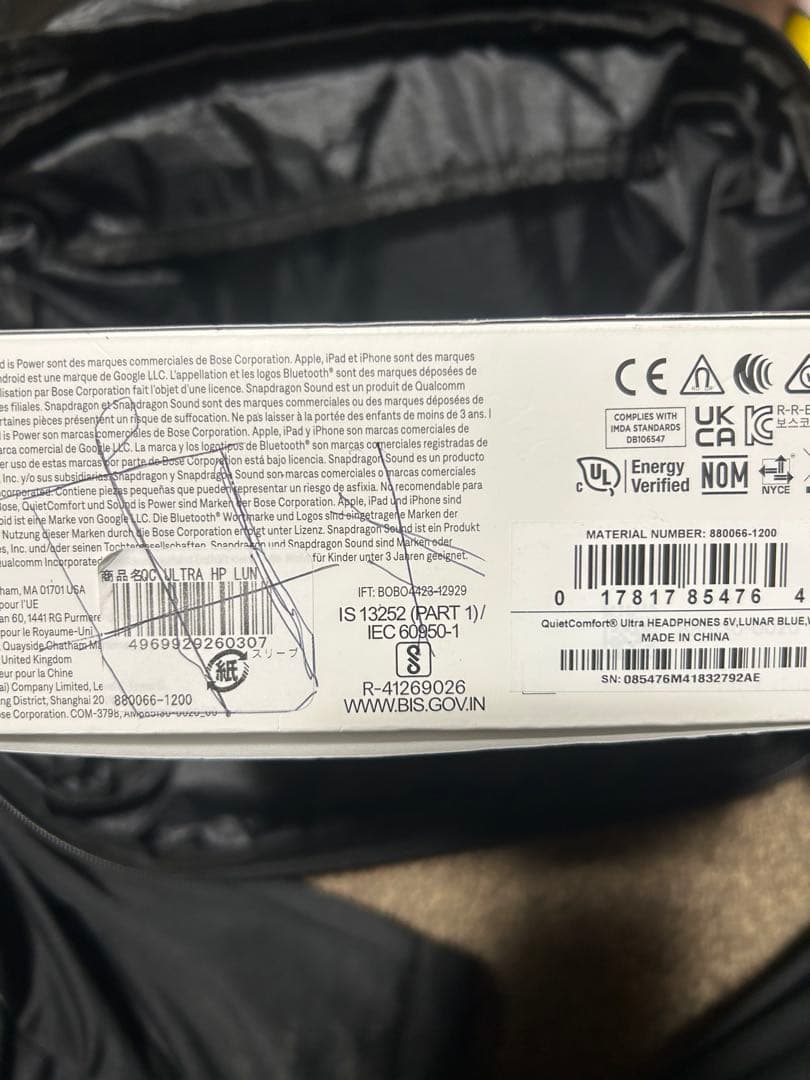 d is Power sont des marques commerciales de Bose Corporation. Apple, iPad et iPhone sont des marques
ndroid est une marque de Google LLC. L'appellation et les logos Bluetooth® sont des marques déposées de
lisation par Bose Corporation fait l'objet d'une licence. Snapdragon Sound est un produit de Qualcomm
es filiales. Snapdragon et Snapdragon Sound sont des marques commerciales ou des marques déposées de
rtaines pièces présentent un risque de suffocation. Ne pas laisser à la portée des enfants de moins de 3 ans. l
l is Power son marcas comerciales de Bose Corporation. Apple, iPad y iPhone son marcas comerciales de
arca comercial de Google LLC. La marca y los logotipos de Bluetooth® son marcas comerciales registradas de
er uso de estas marcas por parte de Bose Corporation está bajo licencia. Snapdragon Sound es un producto
Inc. y/o sus subsidiarias. Snapdragon y Snapdragon Sound son marcas comerciales o marcas comerciales
ncorporated. Contiene piezas pequeñas que pueden representar un riesgo de asfixia. No recomendable para
Bose, QuietComfort und Sound is Power sind Marken der Bose Corporation. Apple, iPad und iPhone sind
oid ist eine Marke von Google LLC. Die Bluetooth® Wortmarke und Logos sind eingetragene Marken der
Nutzung dieser Marken durch die Bose Corporation erfolgt unter Lizenz. Snapdragon Sound ist ein Produkt
es, Inc. und/oder seinen Tochtergesellschaften. Snapdragon und Snapdragon Sound sind Marken oder
ualcomm Incorporated
für Kinder unter 3 Jahren geeignet.
ham, MA 01701 USA
pour l'UE
an 60, 1441 RG Purmere
pour le Royaume-Uni
Quayside Chatham Ma
United Kingdom
eur pour la Chine
ai) Company Limited, Le
ng District, Shanghai 20
se Corporation. COM-3798,
商品名QC ULTRA HP LUN
4969929260307
スリーブ
紙
880066-1200
IFT: BOBO4423-12929
IS 13252 (PART 1)/
IEC 60950-1
R-41269026
WWW.BIS.GOV.IN
CE
COMPLIES WITH
IMDA STANDARDS
DB106547
UK
CA
R-R-B
보스코
c UL Energy
Verified
NOM
NYCE
MATERIAL NUMBER: 880066-1200
0 17817 85476 4
QuietComfort® Ultra HEADPHONES 5V,LUNAR BLUE,
MADE IN CHINA
SN: 085476M41832792AE